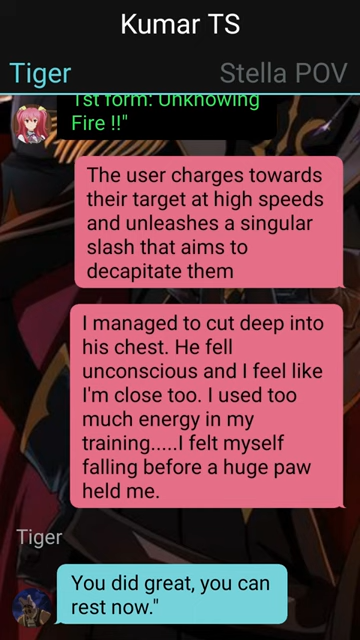 Kumar TS
Tiger
Stella POV
1st form: Unknowing
Fire !!"
The user charges towards
their target at high speeds
and unleashes a singular
slash that aims to
decapitate them
I managed to cut deep into
his chest. He fell
unconscious and I feel like
I'm close too. I used too
much energy in my
training.....I felt myself
falling before a huge paw
held me.
Tiger
You did great, you can
rest now."